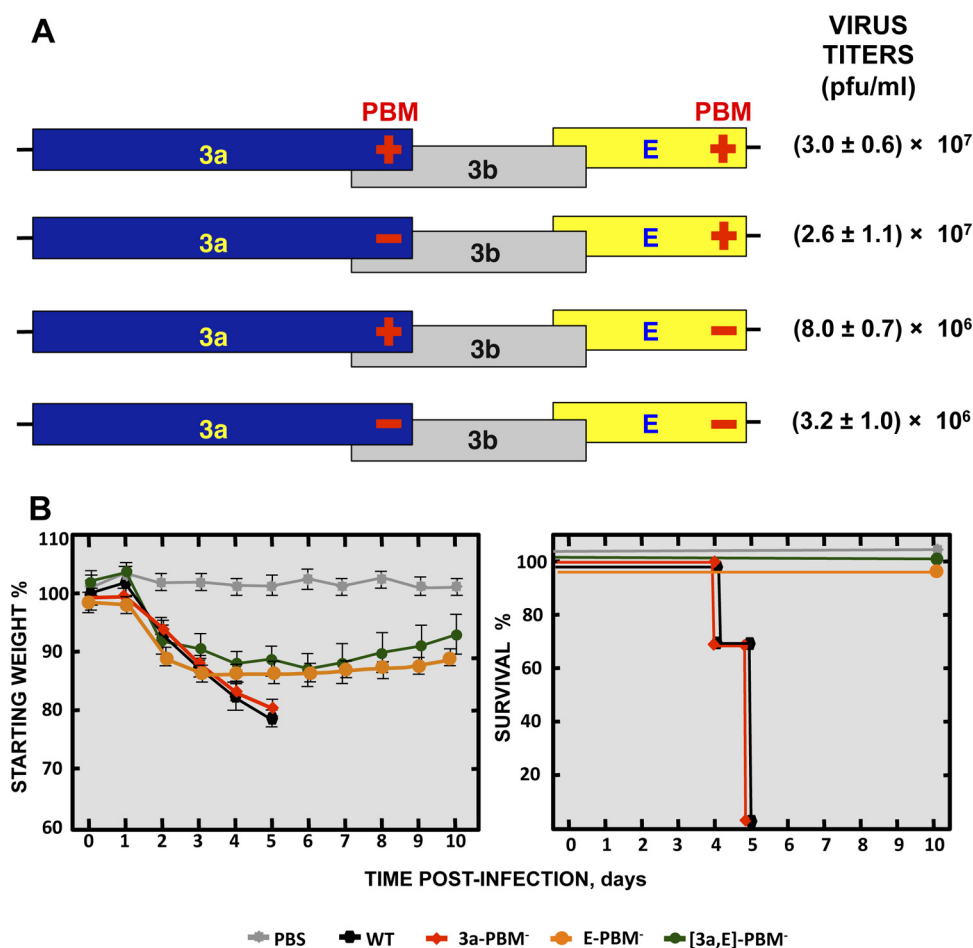 A
VIRUS
TITERS
(pfu/ml)
PBM PBM
3a + 3b E + (3.0 ± 0.6) × 10⁷
3a − 3b E + (2.6 ± 1.1) × 10⁷
3a + 3b E − (8.0 ± 0.7) × 10⁶
3a − 3b E − (3.2 ± 1.0) × 10⁶
B
STARTING WEIGHT %
110
100
90
80
70
60
0 1 2 3 4 5 6 7 8 9 10
SURVIVAL %
100
80
60
40
20
0 1 2 3 4 5 6 7 8 9 10
TIME POST-INFECTION, days
PBS WT 3a-PBM⁻ E-PBM⁻ [3a,E]-PBM⁻